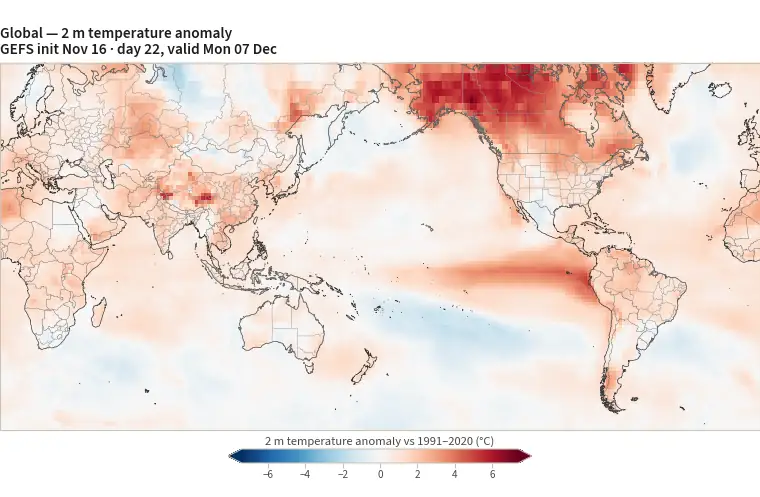 Global — 2 m temperature anomaly
GEFS init Nov 16 · day 22, valid Mon 07 Dec
2 m temperature anomaly vs 1991–2020 (°C)
−6 −4 −2 0 2 4 6